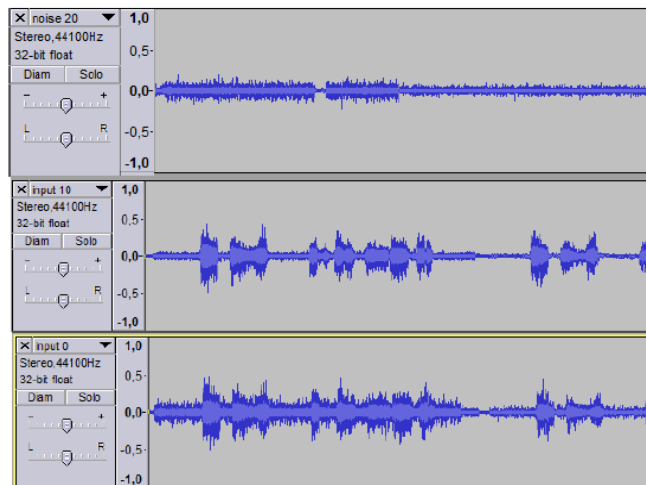 noise 20
Stereo,44100Hz
32-bit float
Diam Solo
- +
L R
1,0
0,5-
0,0-
-0,5-
-1,0
input 10
Stereo,44100Hz
32-bit float
Diam Solo
- +
L R
1,0
0,5-
0,0-
-0,5-
-1,0
input 0
Stereo,44100Hz
32-bit float
Diam Solo
- +
L R
1,0
0,5-
0,0-
-0,5-
-1,0